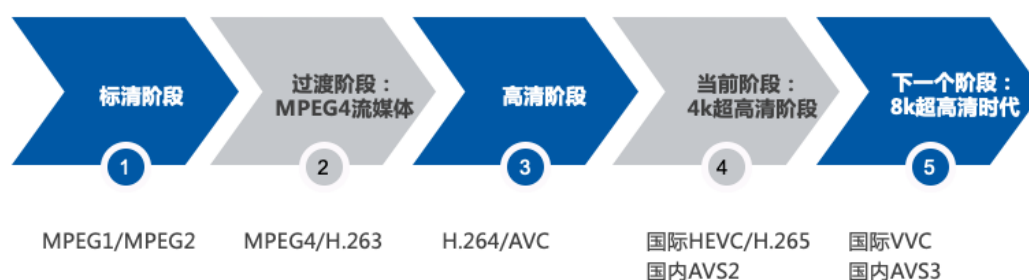 标清阶段
过渡阶段：
MPEG4流媒体
高清阶段
当前阶段：
4k超高清阶段
下一个阶段：
8k超高清时代
1
2
3
4
5
MPEG1/MPEG2
MPEG4/H.263
H.264/AVC
国际HEVC/H.265
国内AVS2
国际VVC
国内AVS3